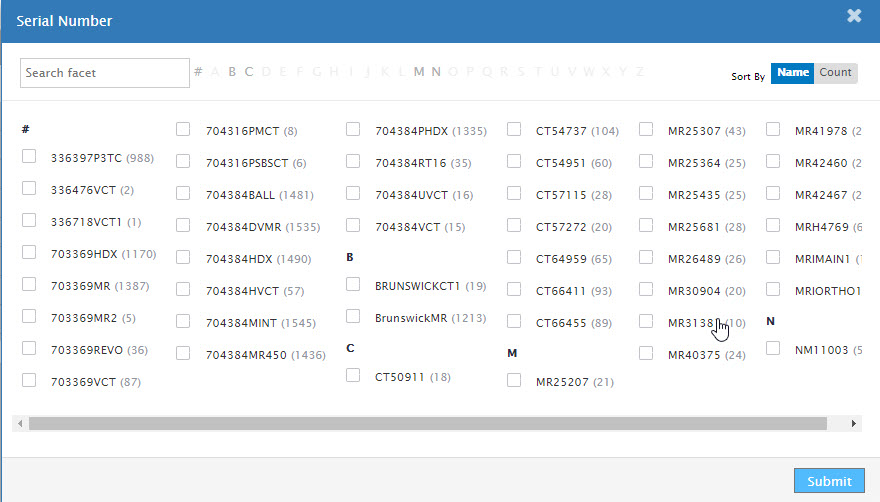 Serial Number
Search facet
# A B C D E F G H I J K L M N O P Q R S T U V W X Y Z
Sort By Name Count
#
336397P3TC (988)
336476VCT (2)
336718VCT1 (1)
703369HDX (1170)
703369MR (1387)
703369MR2 (5)
703369REVO (36)
703369VCT (87)
704316PMCT (8)
704316PSBSCT (6)
704384BALL (1481)
704384DVMR (1535)
704384HDX (1490)
704384HVCT (57)
704384MINT (1545)
704384MR450 (1436)
704384PHDX (1335)
704384RT16 (35)
704384UVCT (16)
704384VCT (15)
B
BRUNSWICKCT1 (19)
BrunswickMR (1213)
C
CT50911 (18)
CT54737 (104)
CT54951 (60)
CT57115 (28)
CT57272 (20)
CT64959 (65)
CT66411 (93)
CT66455 (89)
M
MR25207 (21)
MR25307 (43)
MR25364 (25)
MR25435 (25)
MR25681 (28)
MR26489 (26)
MR30904 (20)
(10)
MR40375 (24)
MR41978 (2
MR42460 (2
MR42467 (2
MRH4769 (6
MRIMAIN1 (1
MRIORTHO1
N
NM11003 (5
Submit